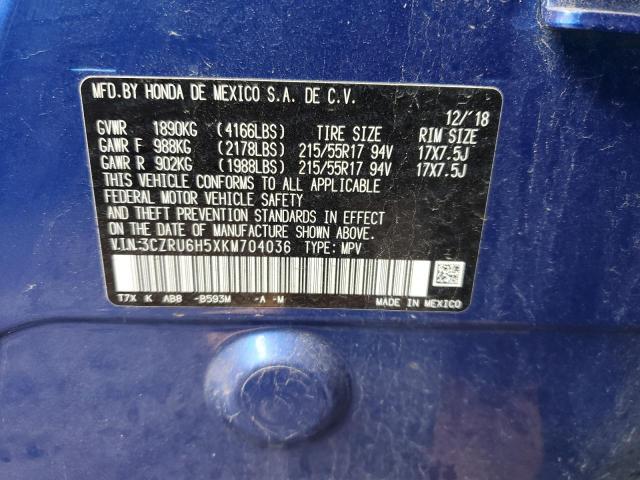 MFD.BY HONDA DE MEXICO S.A. DE C.V.
12/'18
GVWR 1890KG (4166LBS) TIRE SIZE RIM SIZE
GAWR F 988KG (2178LBS) 215/55R17 94V 17X7.5J
GAWR R 902KG (1988LBS) 215/55R17 94V 17X7.5J
THIS VEHICLE CONFORMS TO ALL APPLICABLE
FEDERAL MOTOR VEHICLE SAFETY
AND THEFT PREVENTION STANDARDS IN EFFECT
ON THE DATE OF MANUFACTURE SHOWN ABOVE.
V.I.N:3CZRU6H5XKM704036 TYPE: MPV
T7X K AB8 -B593M -A -M MADE IN MEXICO